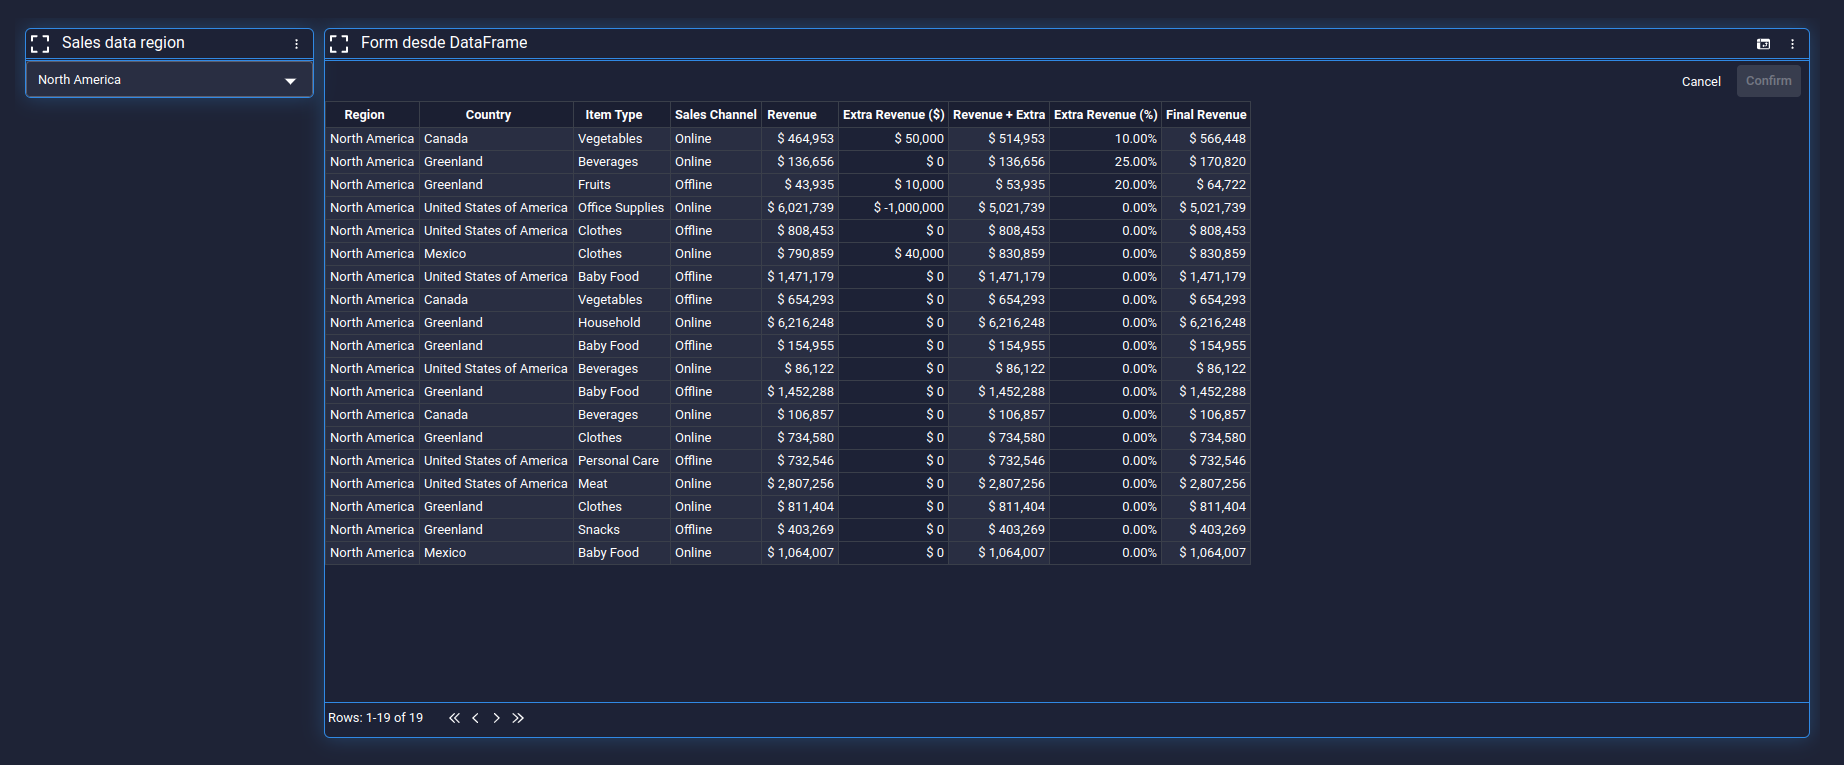 Sales data region
North America
Form desde DataFrame
Cancel Confirm
Region Country Item Type Sales Channel Revenue Extra Revenue ($) Revenue + Extra Extra Revenue (%) Final Revenue
North America Canada Vegetables Online $ 464,953 $ 50,000 $ 514,953 10.00% $ 566,448
North America Greenland Beverages Online $ 136,656 $ 0 $ 136,656 25.00% $ 170,820
North America Greenland Fruits Offline $ 43,935 $ 10,000 $ 53,935 20.00% $ 64,722
North America United States of America Office Supplies Online $ 6,021,739 $ -1,000,000 $ 5,021,739 0.00% $ 5,021,739
North America United States of America Clothes Offline $ 808,453 $ 0 $ 808,453 0.00% $ 808,453
North America Mexico Clothes Online $ 790,859 $ 40,000 $ 830,859 0.00% $ 830,859
North America United States of America Baby Food Offline $ 1,471,179 $ 0 $ 1,471,179 0.00% $ 1,471,179
North America Canada Vegetables Offline $ 654,293 $ 0 $ 654,293 0.00% $ 654,293
North America Greenland Household Online $ 6,216,248 $ 0 $ 6,216,248 0.00% $ 6,216,248
North America Greenland Baby Food Offline $ 154,955 $ 0 $ 154,955 0.00% $ 154,955
North America United States of America Beverages Online $ 86,122 $ 0 $ 86,122 0.00% $ 86,122
North America Greenland Baby Food Offline $ 1,452,288 $ 0 $ 1,452,288 0.00% $ 1,452,288
North America Canada Beverages Online $ 106,857 $ 0 $ 106,857 0.00% $ 106,857
North America Greenland Clothes Online $ 734,580 $ 0 $ 734,580 0.00% $ 734,580
North America United States of America Personal Care Offline $ 732,546 $ 0 $ 732,546 0.00% $ 732,546
North America United States of America Meat Online $ 2,807,256 $ 0 $ 2,807,256 0.00% $ 2,807,256
North America Greenland Clothes Online $ 811,404 $ 0 $ 811,404 0.00% $ 811,404
North America Greenland Snacks Offline $ 403,269 $ 0 $ 403,269 0.00% $ 403,269
North America Mexico Baby Food Online $ 1,064,007 $ 0 $ 1,064,007 0.00% $ 1,064,007
Rows: 1-19 of 19